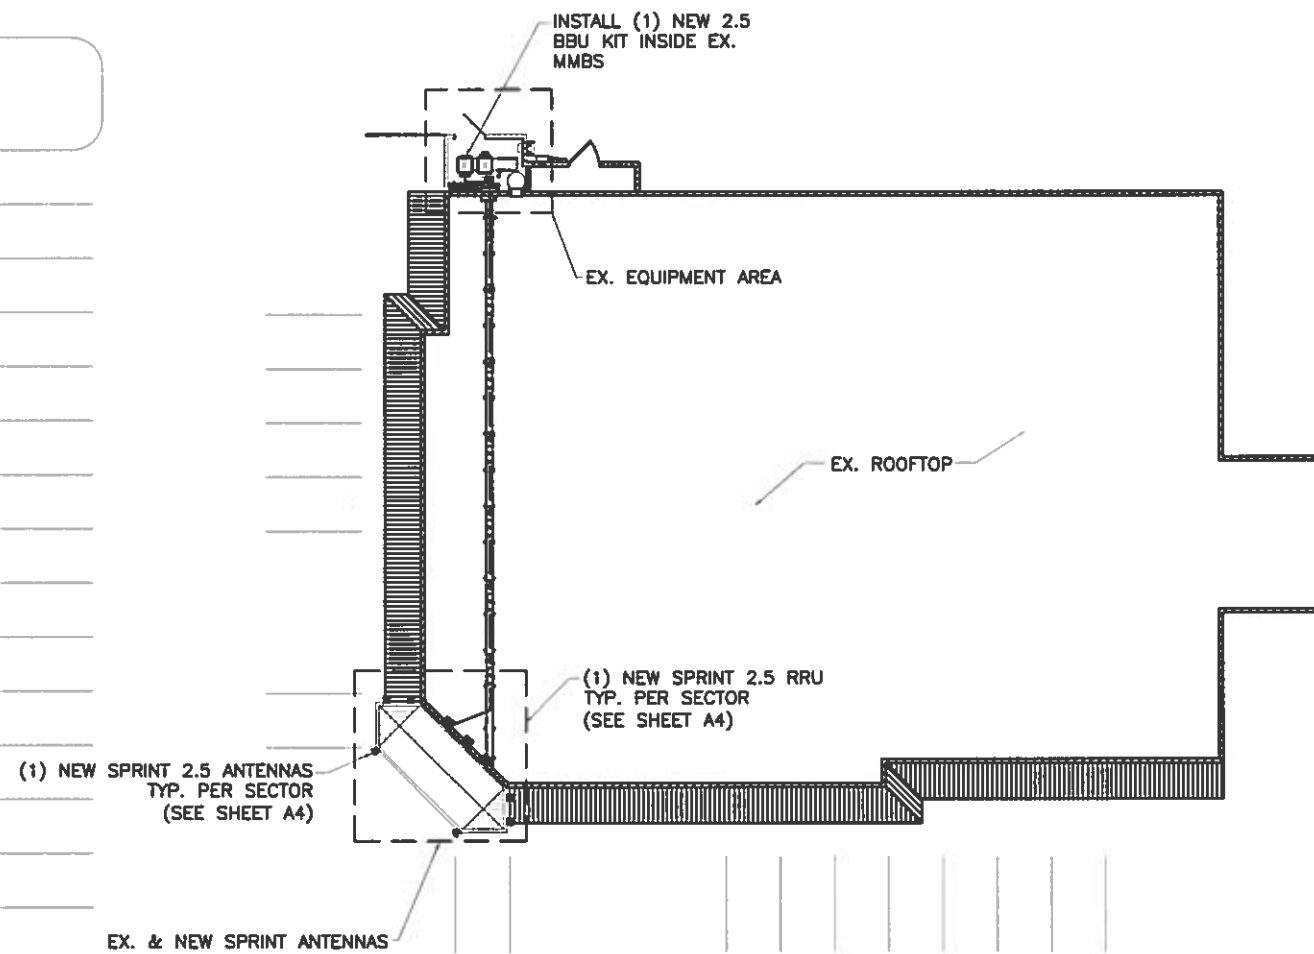 INSTALL (1) NEW 2.5
BBU KIT INSIDE EX.
MMBS
EX. EQUIPMENT AREA
EX. ROOFTOP
(1) NEW SPRINT 2.5 RRU
TYP. PER SECTOR
(SEE SHEET A4)
(1) NEW SPRINT 2.5 ANTENNAS
TYP. PER SECTOR
(SEE SHEET A4)
EX. & NEW SPRINT ANTENNAS